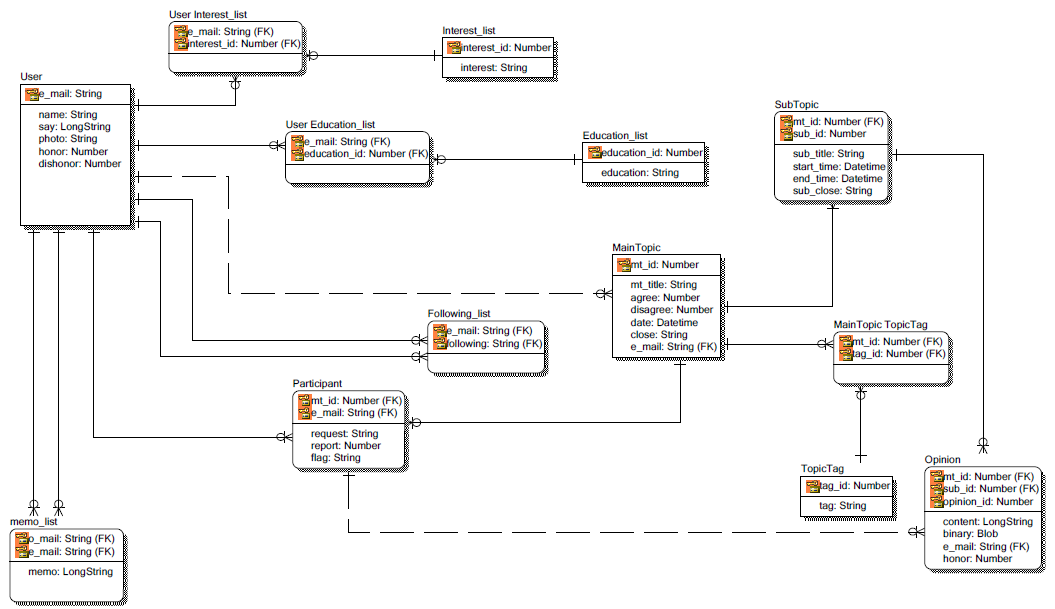 User Interest_list
e_mail: String (FK)
interest_id: Number (FK)
Interest_list
interest_id: Number
interest: String
User
e_mail: String
name: String
say: LongString
photo: String
honor: Number
dishonor: Number
User Education_list
e_mail: String (FK)
education_id: Number (FK)
Education_list
education_id: Number
education: String
SubTopic
mt_id: Number (FK)
sub_id: Number
sub_title: String
start_time: Datetime
end_time: Datetime
sub_close: String
MainTopic
mt_id: Number
mt_title: String
agree: Number
disagree: Number
date: Datetime
close: String
e_mail: String (FK)
Following_list
e_mail: String (FK)
following: String (FK)
MainTopic TopicTag
mt_id: Number (FK)
tag_id: Number (FK)
Participant
mt_id: Number (FK)
e_mail: String (FK)
request: String
report: Number
flag: String
TopicTag
tag_id: Number
tag: String
Opinion
mt_id: Number (FK)
sub_id: Number (FK)
opinion_id: Number
content: LongString
binary: Blob
e_mail: String (FK)
honor: Number
memo_list
o_mail: String (FK)
e_mail: String (FK)
memo: LongString